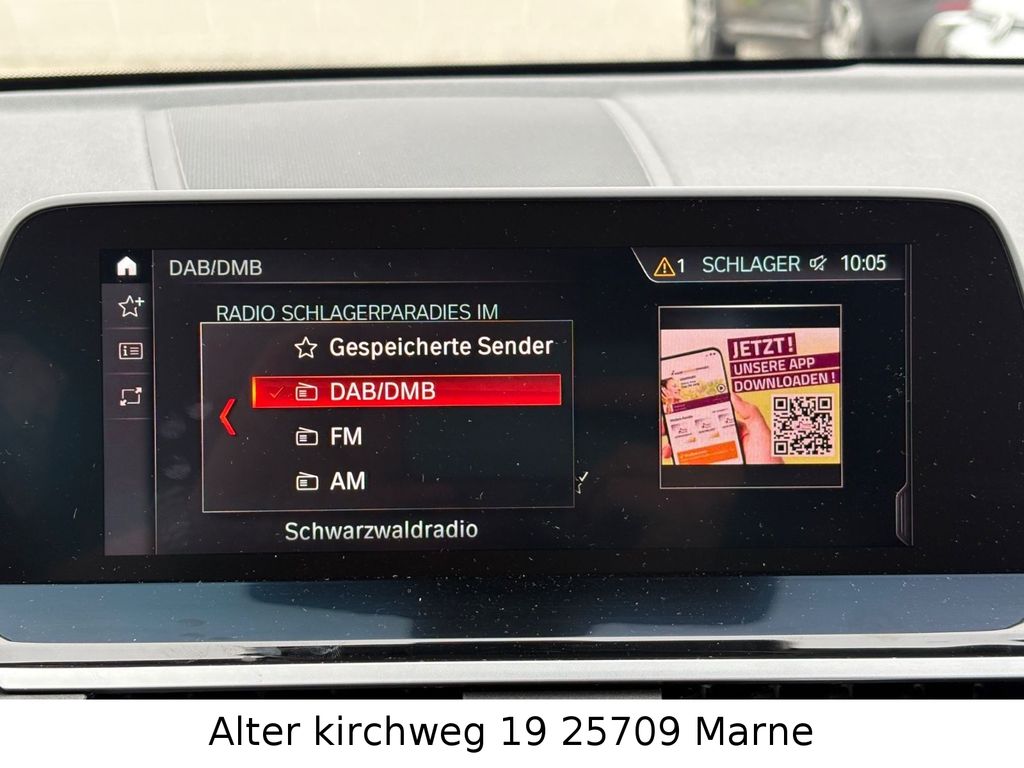 DAB/DMB
1 SCHLAGER 10:05
RADIO SCHLAGERPARADIES IM
Gespeicherte Sender
DAB/DMB
FM
AM
Schwarzwaldradio
JETZT!
UNSERE APP
DOWNLOADEN!
Alter kirchweg 19 25709 Marne